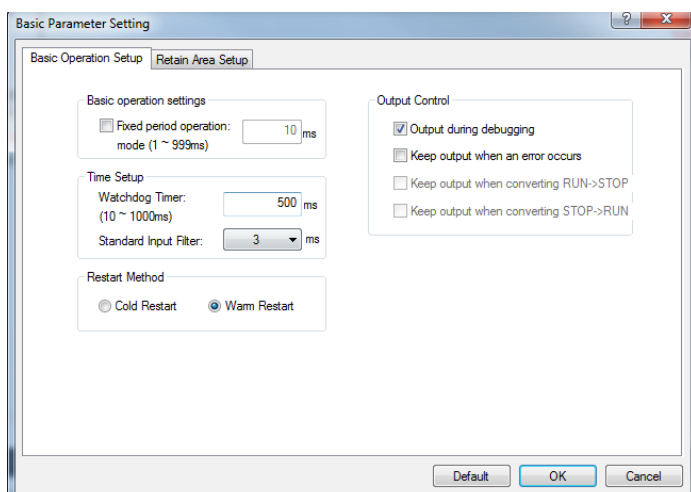 Basic Parameter Setting
Basic Operation Setup
Retain Area Setup
Basic operation settings
Fixed period operation: 10 ms
mode (1 ~ 999ms)
Time Setup
Watchdog Timer: 500 ms
(10 ~ 1000ms)
Standard Input Filter: 3 ms
Restart Method
Cold Restart
Warm Restart
Output Control
Output during debugging
Keep output when an error occurs
Keep output when converting RUN->STOP
Keep output when converting STOP->RUN
Default
OK
Cancel